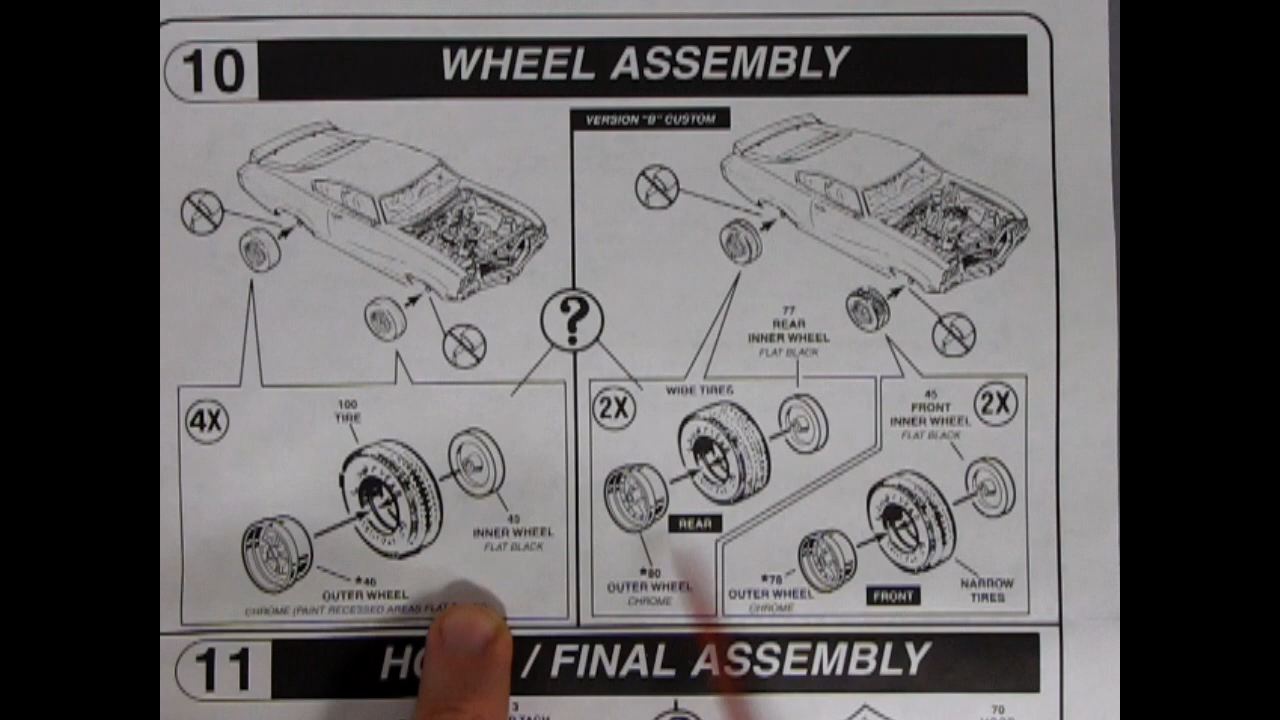 10
WHEEL ASSEMBLY
VERSION "B" CUSTOM
?
4X
100
TIRE
45
INNER WHEEL
FLAT BLACK
★46
OUTER WHEEL
CHROME (PAINT RECESSED AREAS FLAT
2X
WIDE TIRES
77
REAR
INNER WHEEL
FLAT BLACK
REAR
★80
OUTER WHEEL
CHROME
45
FRONT
INNER WHEEL
FLAT BLACK
2X
★78
OUTER WHEEL
CHROME
FRONT
NARROW
TIRES
11
/ FINAL ASSEMBLY
3
70